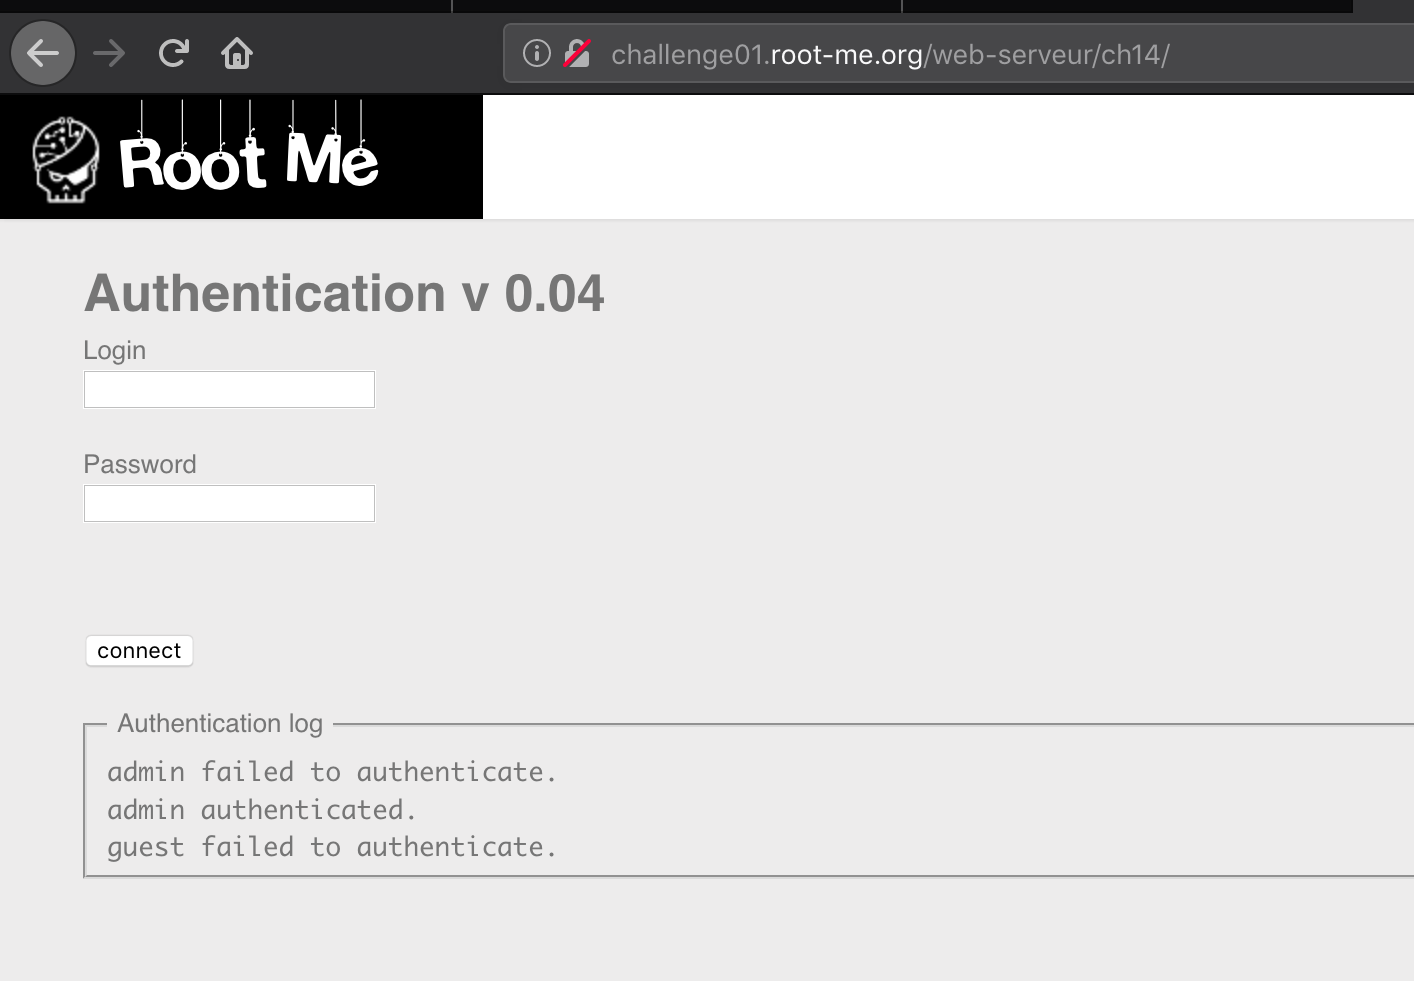 challenge01.root-me.org/web-serveur/ch14/
Root Me
Authentication v 0.04
Login
Password
connect
Authentication log
admin failed to authenticate.
admin authenticated.
guest failed to authenticate.